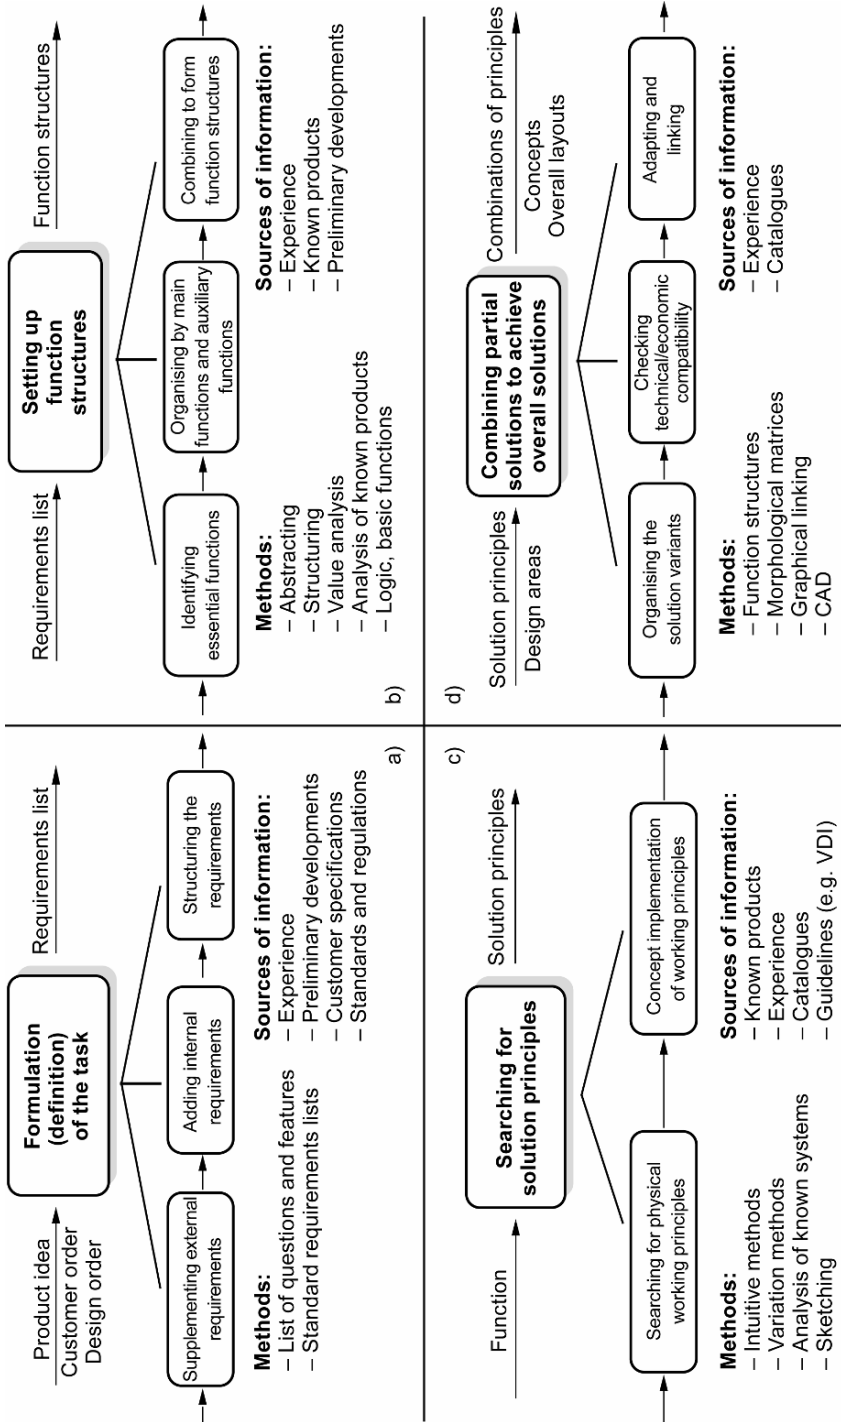 Product idea
Customer order
Design order
Formulation
(definition)
of the task
Requirements list
Supplementing external
requirements
Adding internal
requirements
Structuring the
requirements
Methods:
– List of questions and features
– Standard requirements lists
Sources of information:
– Experience
– Preliminary developments
– Customer specifications
– Standards and regulations
a)
Requirements list
Setting up
function
structures
Function structures
Identifying
essential functions
Organising by main
functions and auxiliary
functions
Combining to form
function structures
Methods:
– Abstracting
– Structuring
– Value analysis
– Analysis of known products
– Logic, basic functions
Sources of information:
– Experience
– Known products
– Preliminary developments
b)
c)
Function
Searching for
solution principles
Solution principles
Searching for physical
working principles
Concept implementation
of working principles
Methods:
– Intuitive methods
– Variation methods
– Analysis of known systems
– Sketching
Sources of information:
– Known products
– Experience
– Catalogues
– Guidelines (e.g. VDI)
d)
Solution principles
Design areas
Combining partial
solutions to achieve
overall solutions
Combinations of principles
Concepts
Overall layouts
Organising the
solution variants
Checking
technical/economic
compatibility
Adapting and
linking
Methods:
– Function structures
– Morphological matrices
– Graphical linking
– CAD
Sources of information:
– Experience
– Catalogues